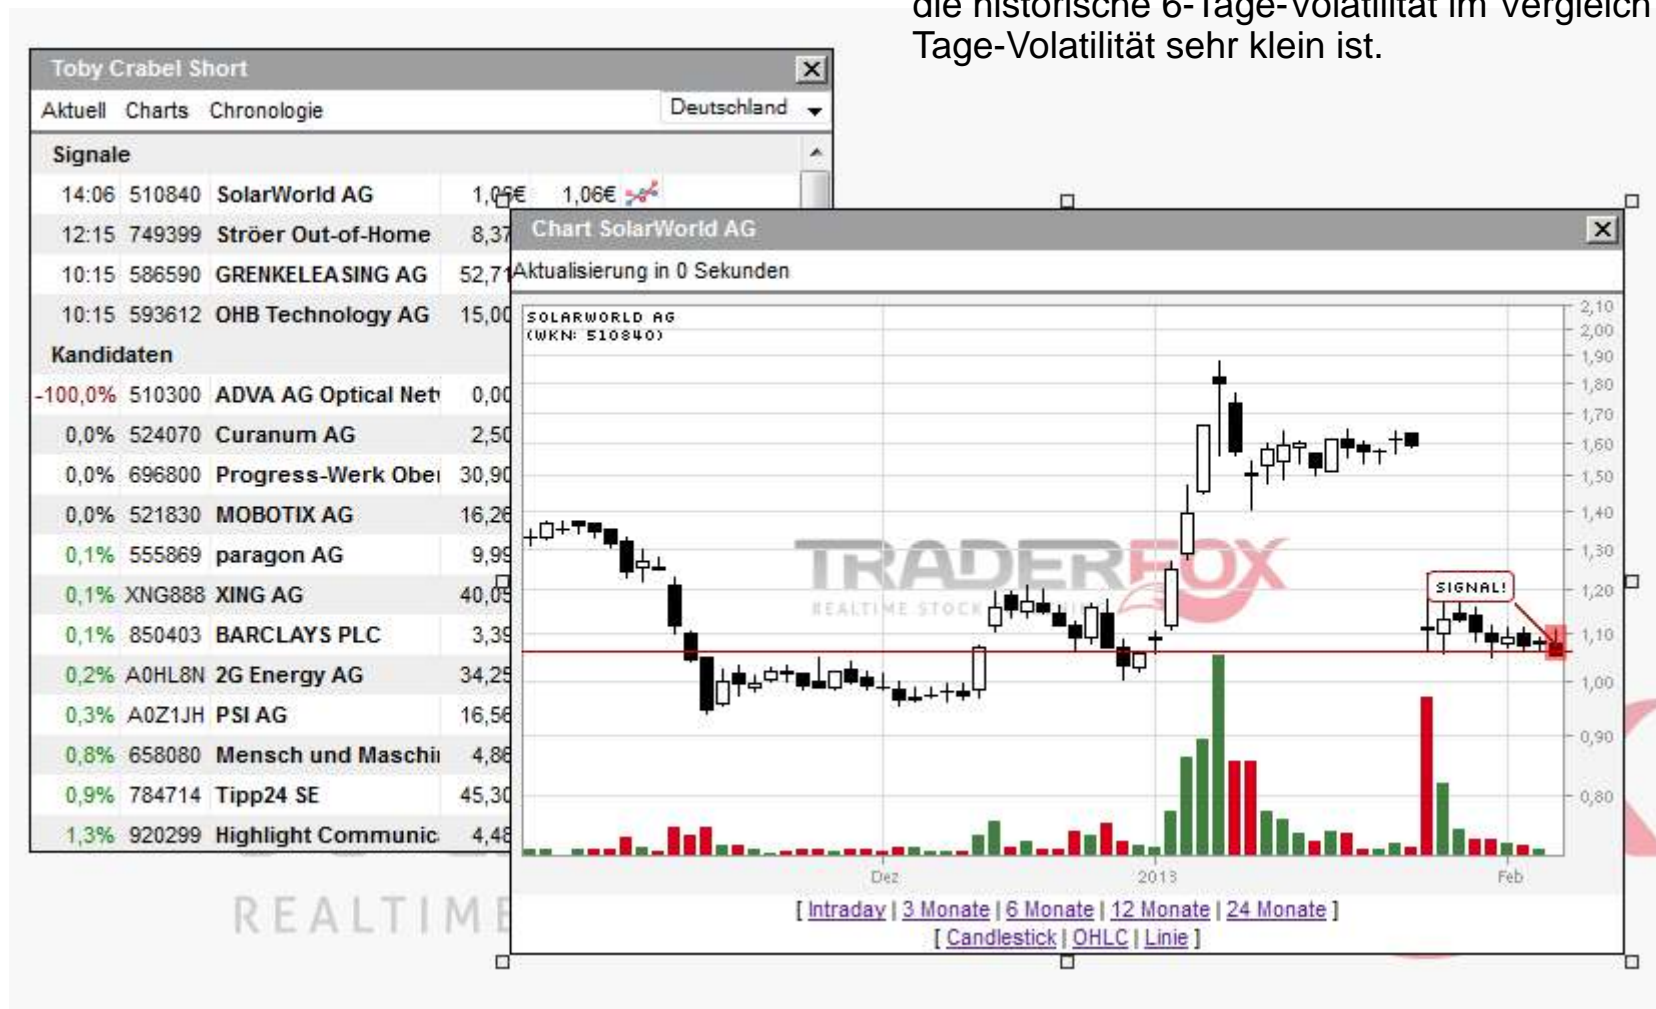 die historische 6-Tage-Volatilität im Vergleich
Tage-Volatilität sehr klein ist.
Toby Crabel Short
Aktuell Charts Chronologie Deutschland
Signale
14:06 510840 SolarWorld AG 1,06€ 1,06€
12:15 749399 Ströer Out-of-Home 8,37
10:15 586590 GRENKELEASING AG 52,71
10:15 593612 OHB Technology AG 15,00
Kandidaten
-100,0% 510300 ADVA AG Optical Net 0,00
0,0% 524070 Curanum AG 2,50
0,0% 696800 Progress-Werk Ober 30,90
0,0% 521830 MOBOTIX AG 16,26
0,1% 555869 paragon AG 9,99
0,1% XNG888 XING AG 40,05
0,1% 850403 BARCLAYS PLC 3,39
0,2% A0HL8N 2G Energy AG 34,25
0,3% A0Z1JH PSI AG 16,56
0,8% 658080 Mensch und Maschi 4,86
0,9% 784714 Tipp24 SE 45,30
1,3% 920299 Highlight Communic 4,48
REALTIME
Chart SolarWorld AG
Aktualisierung in 0 Sekunden
SOLARWORLD AG
(WKN: 510840)
TRADERFOX
REALTIME STOCK
SIGNAL!
2,10
2,00
1,90
1,80
1,70
1,60
1,50
1,40
1,30
1,20
1,10
1,00
0,90
0,80
Dez 2013 Feb
[ Intraday | 3 Monate | 6 Monate | 12 Monate | 24 Monate ]
[ Candlestick | OHLC | Linie ]